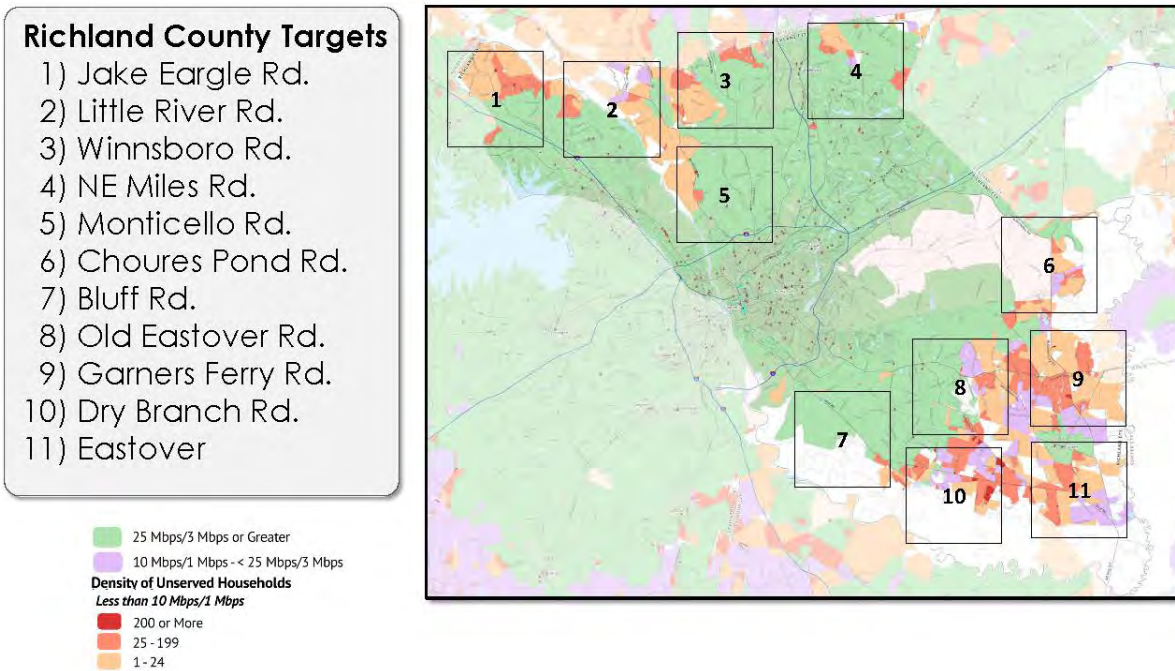 Richland County Targets
1) Jake Eargle Rd.
2) Little River Rd.
3) Winnsboro Rd.
4) NE Miles Rd.
5) Monticello Rd.
6) Choures Pond Rd.
7) Bluff Rd.
8) Old Eastover Rd.
9) Garners Ferry Rd.
10) Dry Branch Rd.
11) Eastover
25 Mbps/3 Mbps or Greater
10 Mbps/1 Mbps - < 25 Mbps/3 Mbps
Density of Unserved Households
Less than 10 Mbps/1 Mbps
200 or More
25 - 199
1 - 24
1
2
3
4
5
6
7
8
9
10
11